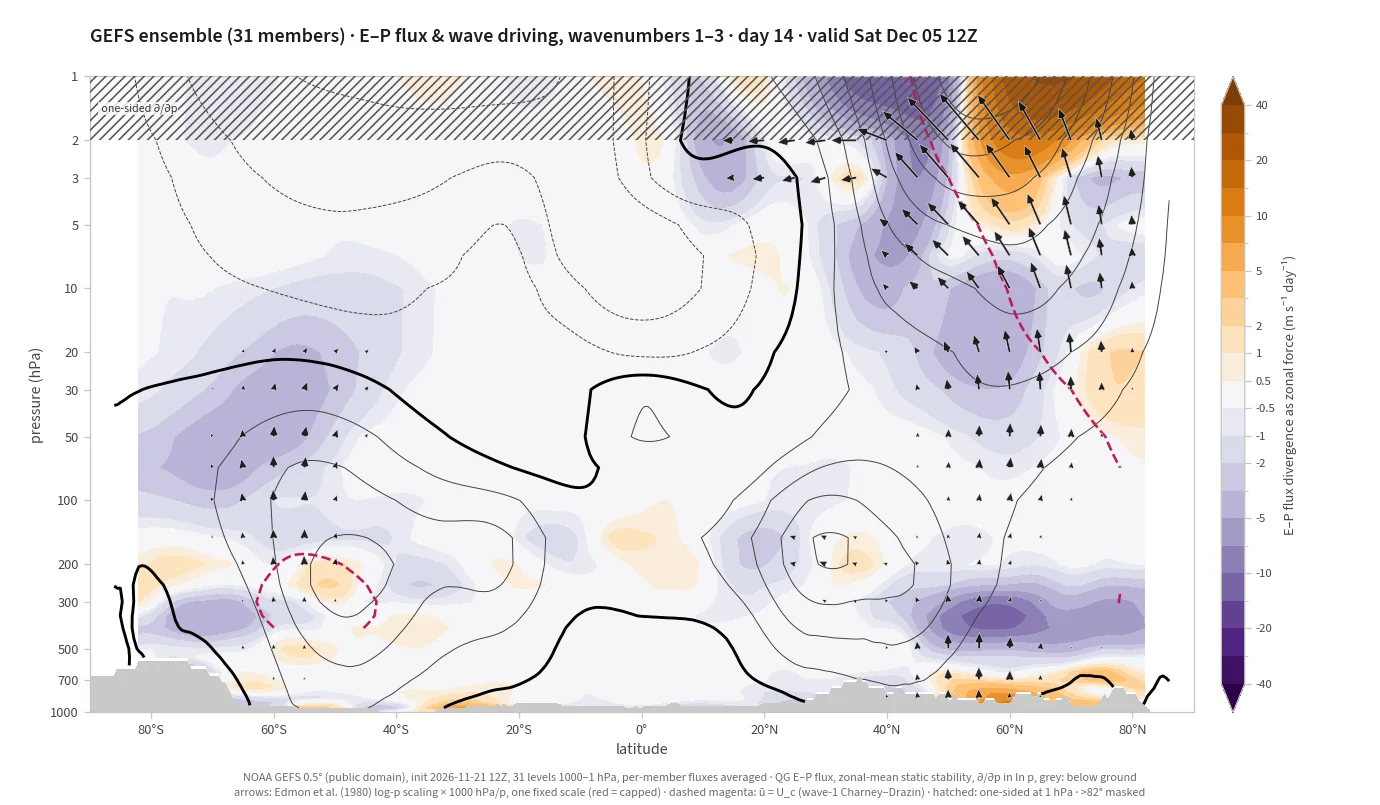 GEFS ensemble (31 members) · E–P flux & wave driving, wavenumbers 1–3 · day 14 · valid Sat Dec 05 12Z
one-sided ∂/∂p
pressure (hPa)
1
2
3
5
10
20
30
50
100
200
300
500
700
1000
80°S
60°S
40°S
20°S
0°
20°N
40°N
60°N
80°N
latitude
40
20
10
5
2
1
0.5
-0.5
-1
-2
-5
-10
-20
-40
E–P flux divergence as zonal force (m s⁻¹ day⁻¹)
NOAA GEFS 0.5° (public domain), init 2026-11-21 12Z, 31 levels 1000–1 hPa, per-member fluxes averaged · QG E–P flux, zonal-mean static stability, ∂/∂p in ln p, grey: below ground
arrows: Edmon et al. (1980) log-p scaling × 1000 hPa/p, one fixed scale (red = capped) · dashed magenta: ū = U_c (wave-1 Charney–Drazin) · hatched: one-sided at 1 hPa · >82° masked